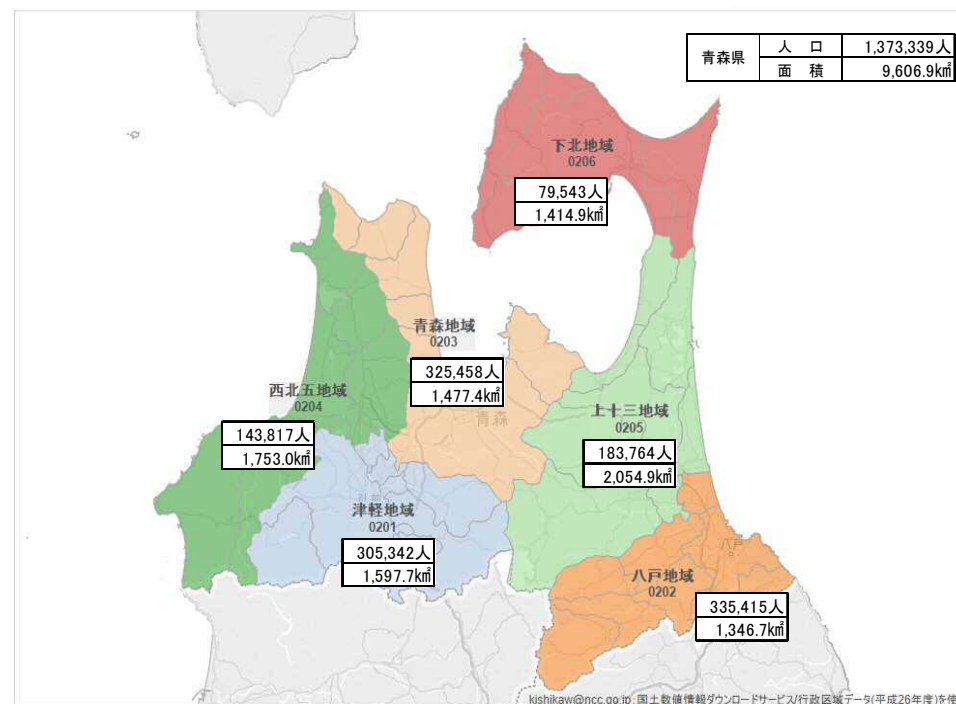 青森県
人　口
1,373,339人
面　積
9,606.9㎢
下北地域
0206
79,543人
1,414.9㎢
青森地域
0203
325,458人
1,477.4㎢
青森
西北五地域
0204
143,817人
1,753.0㎢
上十三地域
0205
183,764人
2,054.9㎢
津軽地域
0201
305,342人
1,597.7㎢
八戸
八戸地域
0202
335,415人
1,346.7㎢
kishikaw@ncc.go.jp 国土数値情報ダウンロードサービス/行政区域データ(平成26年度)を使